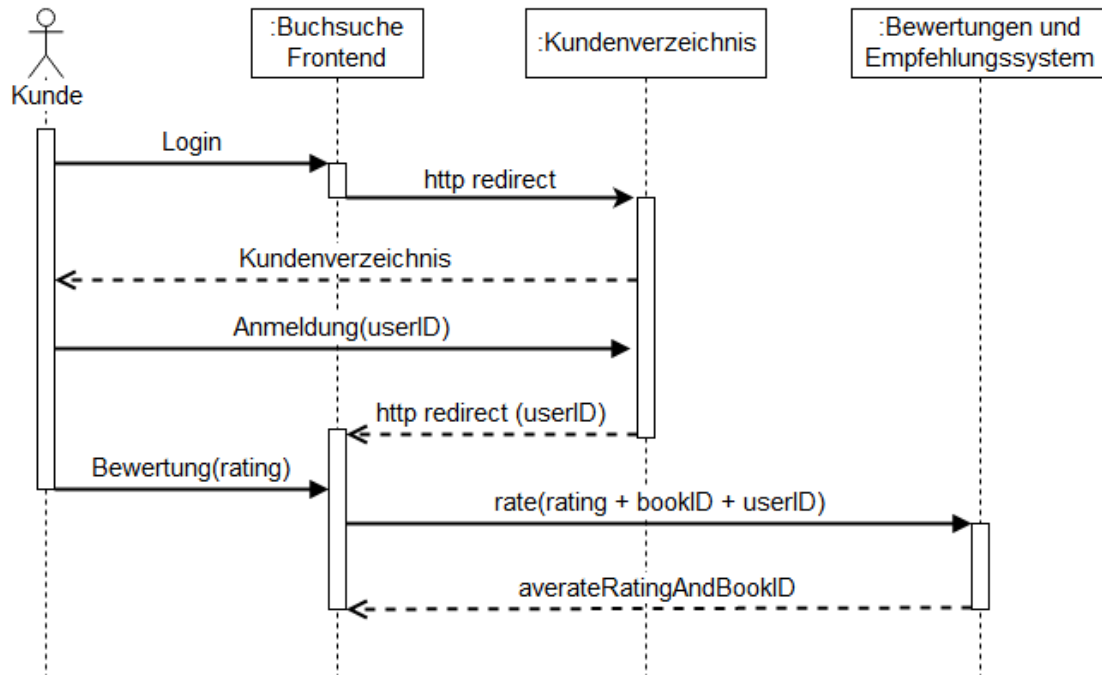 :Buchsuche
Frontend
:Kundenverzeichnis
:Bewertungen und
Empfehlungssystem
Kunde
Login
http redirect
Kundenverzeichnis
Anmeldung(userID)
http redirect (userID)
Bewertung(rating)
rate(rating + bookID + userID)
averateRatingAndBookID